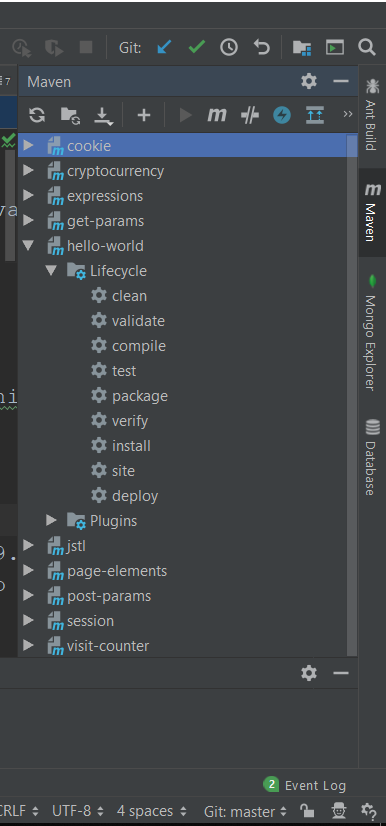 Git:
7
Maven
cookie
cryptocurrency
expressions
get-params
hello-world
Lifecycle
clean
validate
compile
test
package
verify
install
site
deploy
Plugins
jstl
page-elements
post-params
session
visit-counter
Ant Build
Maven
Mongo Explorer
Database
2 Event Log
CRLF UTF-8 4 spaces Git: master